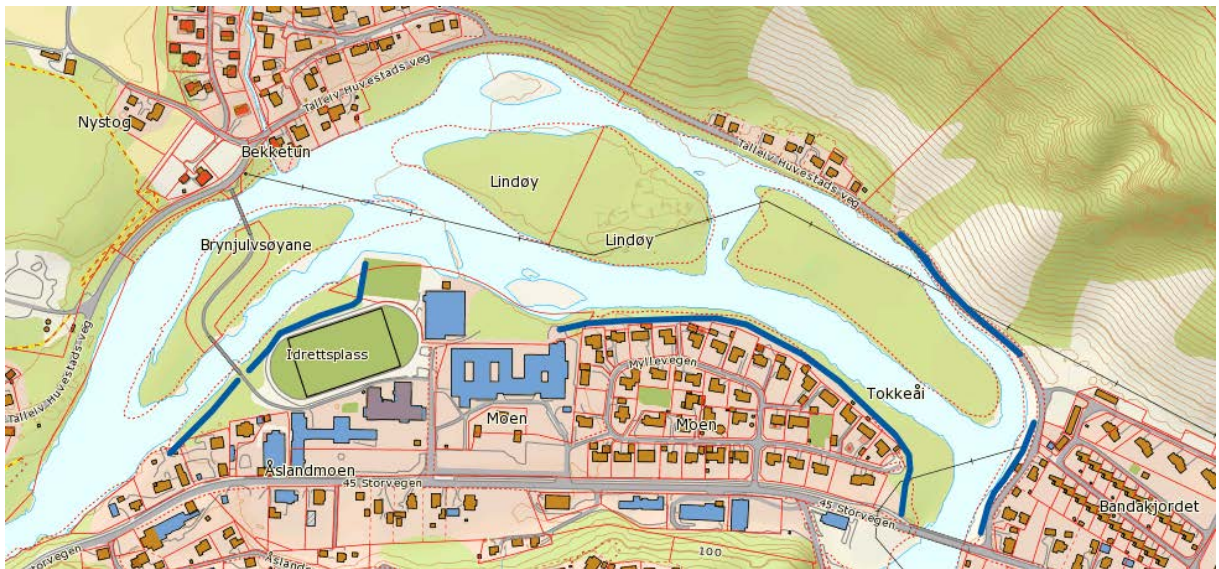 Talleiv Huvestads veg
Nystog
Bekketun
Talleiv Huvestads veg
Lindøy
Brynjulvsøyane
Lindøy
Idrettsplass
Talleiv Huvestads veg
Myllevegen
Tokkeåi
Moen
Moen
Åslandmoen
45 Storvegen
45 Storvegen
Bandakjordet
Storvegen
100